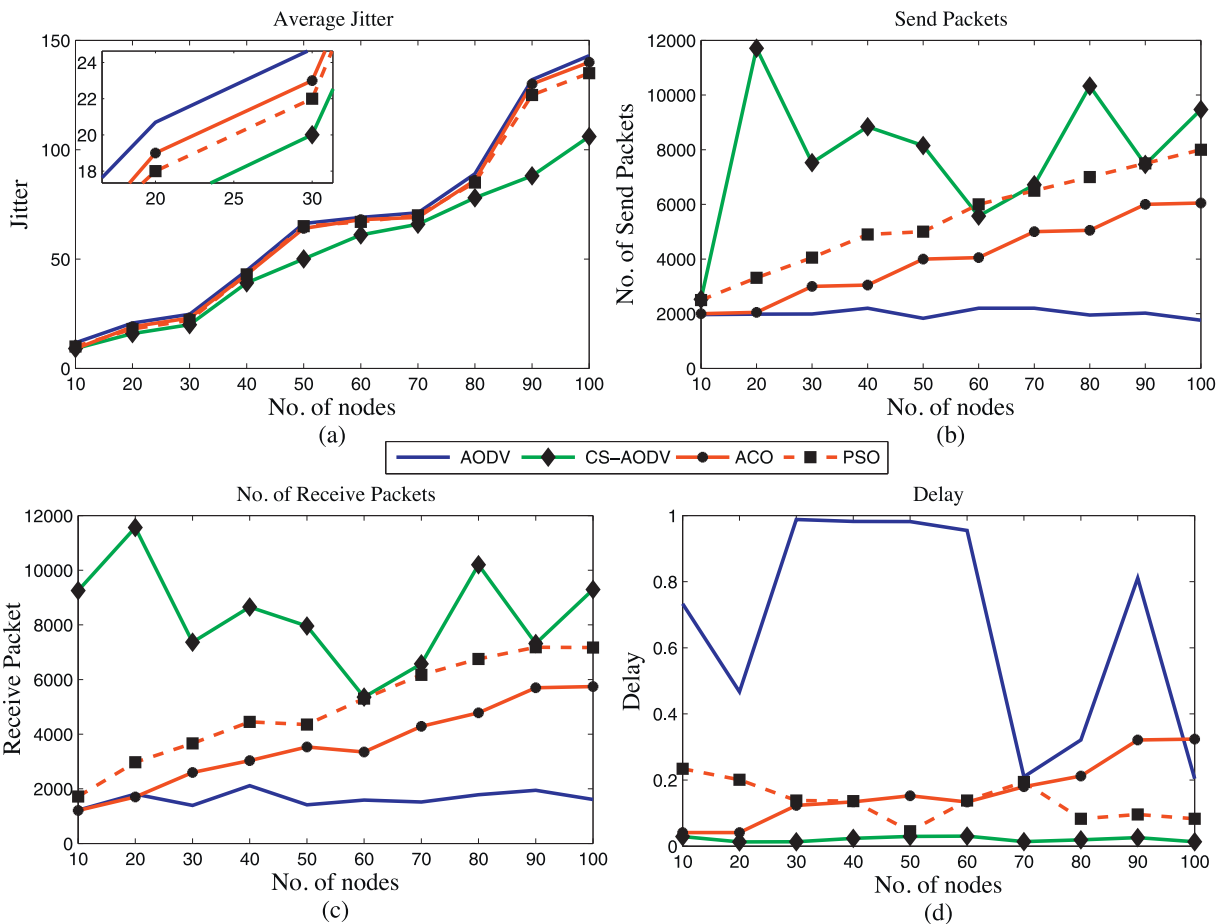 Average Jitter
150
100
50
0
24
22
20
18
20 25 30
Jitter
10 20 30 40 50 60 70 80 90 100
No. of nodes
(a)
Send Packets
12000
10000
8000
6000
4000
2000
0
No. of Send Packets
10 20 30 40 50 60 70 80 90 100
No. of nodes
(b)
AODV CS-AODV ACO PSO
No. of Receive Packets
12000
10000
8000
6000
4000
2000
0
Receive Packet
10 20 30 40 50 60 70 80 90 100
No. of nodes
(c)
Delay
1
0.8
0.6
0.4
0.2
0
Delay
10 20 30 40 50 60 70 80 90 100
No. of nodes
(d)